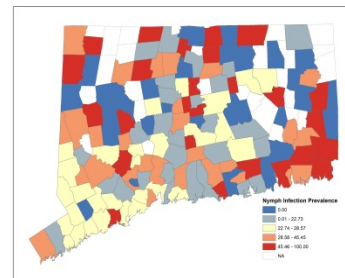 Nymph Infection Prevalence
0.00
0.01 - 22.73
22.74 - 28.57
28.58 - 45.45
45.46 - 100.00
NA